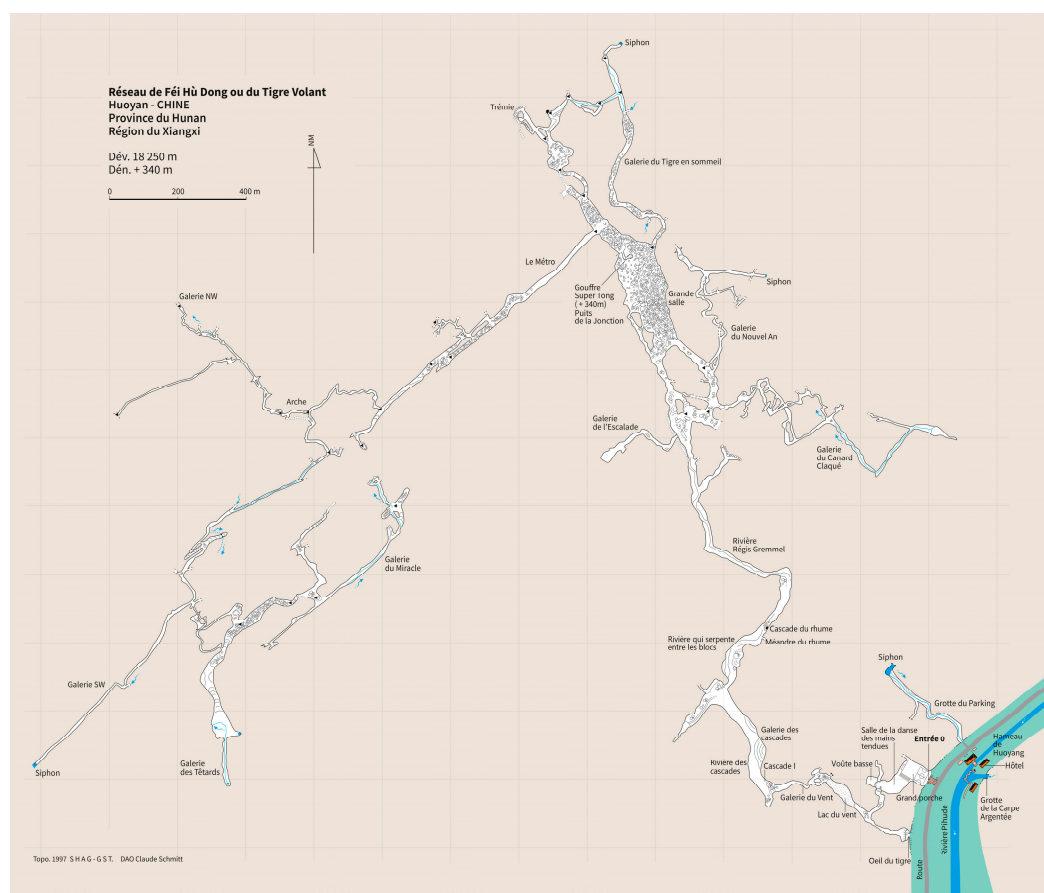 Réseau de Féi Hù Dong ou du Tigre Volant
Huoyan - CHINE
Province du Hunan
Région du Xiangxi
Dév. 18 250 m
Dén. + 340 m
0 200 400 m
NM
Siphon
Trémie
Galerie du Tigre en sommeil
Le Métro
Gouffre
Super Tong
(+ 340m)
Puits
de la Jonction
Grande
salle
Siphon
Galerie
du Nouvel An
Galerie NW
Arche
Galerie
de l'Escalade
Galerie
du Canard
Claqué
Rivière
Régis Gremmel
Galerie
du Miracle
Cascade du rhume
Méandre du rhume
Rivière qui serpente
entre les blocs
Siphon
Galerie SW
Grotte du Parking
Galerie des
cascades
Salle de la danse
des mains
tendues
Entrée 0
Hameau
de
Huoyang
Hôtel
Siphon
Galerie
des Têtards
Rivière des
cascades
Cascade I
Voûte basse
Galerie du Vent
Grand porche
Grotte
de la Carpe
Argentée
Lac du vent
Rivière Pihude
Route
Oeil du tigre
Topo. 1997 S H A G - G S T. DAO Claude Schmitt